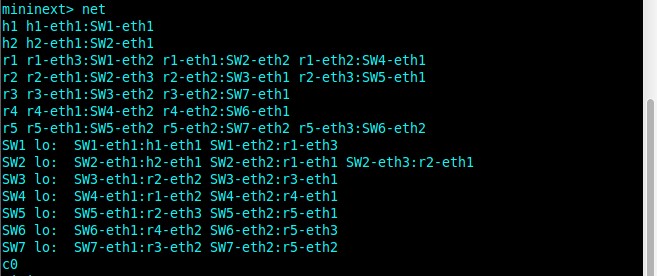 mininext> net
h1 h1-eth1:SW1-eth1
h2 h2-eth1:SW2-eth1
r1 r1-eth3:SW1-eth2 r1-eth1:SW2-eth2 r1-eth2:SW4-eth1
r2 r2-eth1:SW2-eth3 r2-eth2:SW3-eth1 r2-eth3:SW5-eth1
r3 r3-eth1:SW3-eth2 r3-eth2:SW7-eth1
r4 r4-eth1:SW4-eth2 r4-eth2:SW6-eth1
r5 r5-eth1:SW5-eth2 r5-eth2:SW7-eth2 r5-eth3:SW6-eth2
SW1 lo:  SW1-eth1:h1-eth1 SW1-eth2:r1-eth3
SW2 lo:  SW2-eth1:h2-eth1 SW2-eth2:r1-eth1 SW2-eth3:r2-eth1
SW3 lo:  SW3-eth1:r2-eth2 SW3-eth2:r3-eth1
SW4 lo:  SW4-eth1:r1-eth2 SW4-eth2:r4-eth1
SW5 lo:  SW5-eth1:r2-eth3 SW5-eth2:r5-eth1
SW6 lo:  SW6-eth1:r4-eth2 SW6-eth2:r5-eth3
SW7 lo:  SW7-eth1:r3-eth2 SW7-eth2:r5-eth2
c0